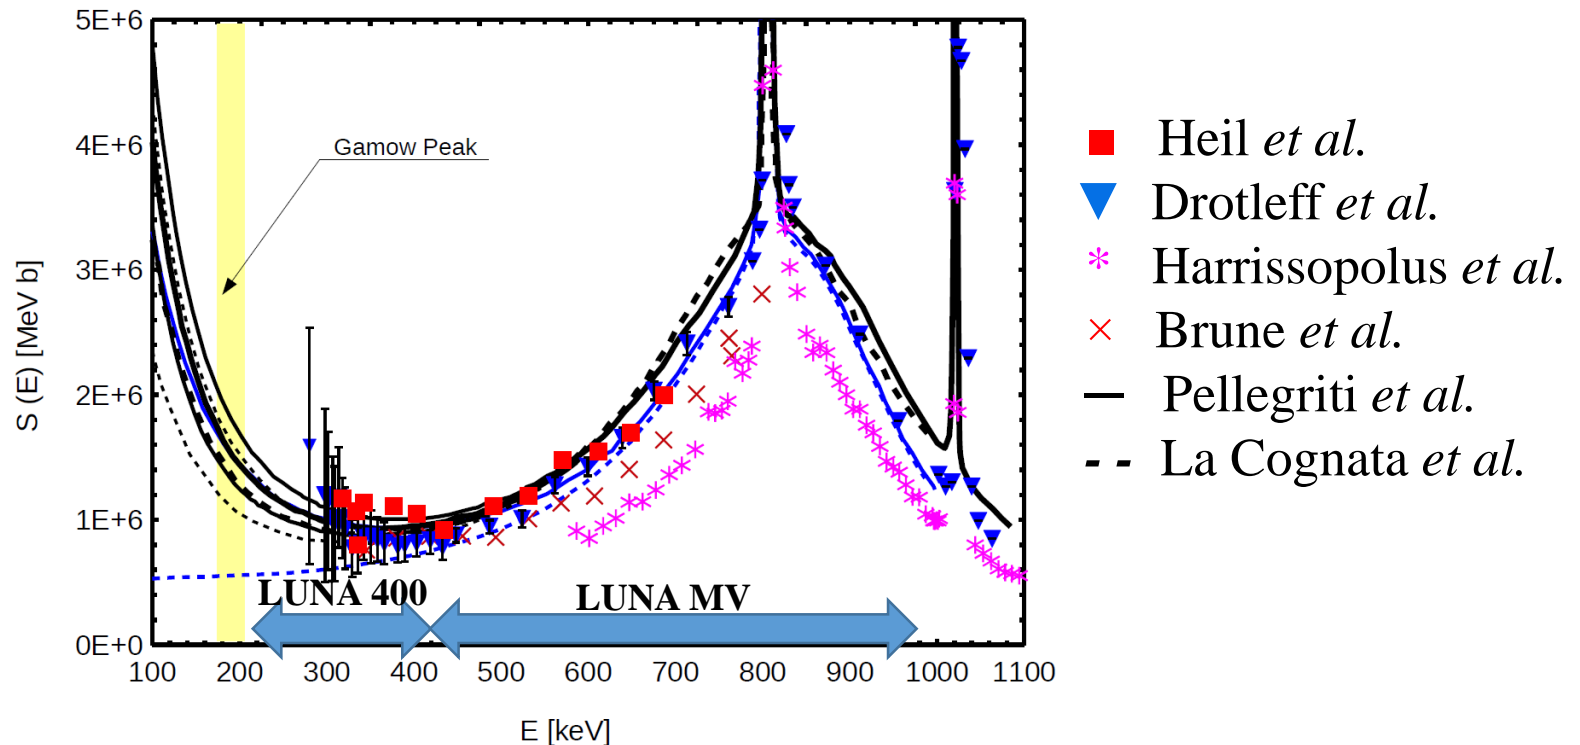 5E+6
4E+6
3E+6
2E+6
1E+6
0E+0
S (E) [MeV b]
Gamow Peak
LUNA 400
LUNA MV
100 200 300 400 500 600 700 800 900 1000 1100
E [keV]
Heil et al.
Drotleff et al.
Harrissopolus et al.
Brune et al.
Pellegriti et al.
La Cognata et al.